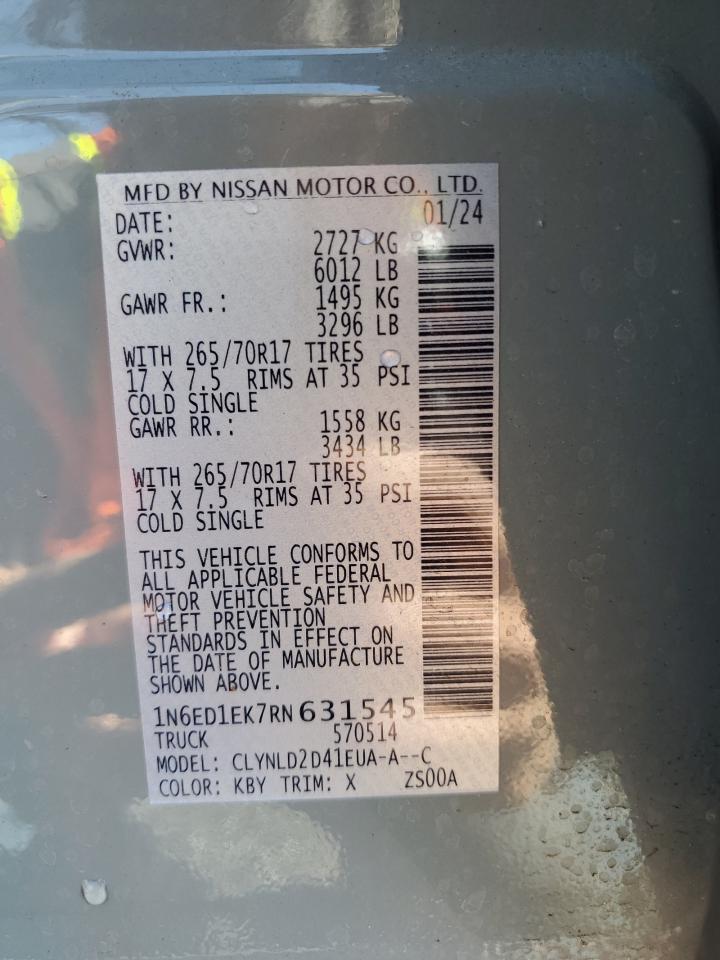 MFD BY NISSAN MOTOR CO., LTD.
DATE: 01/24
GVWR: 2727 KG
6012 LB
GAWR FR.: 1495 KG
3296 LB
WITH 265/70R17 TIRES
17 X 7.5 RIMS AT 35 PSI
COLD SINGLE
GAWR RR.: 1558 KG
3434 LB
WITH 265/70R17 TIRES
17 X 7.5 RIMS AT 35 PSI
COLD SINGLE
THIS VEHICLE CONFORMS TO
ALL APPLICABLE FEDERAL
MOTOR VEHICLE SAFETY AND
THEFT PREVENTION
STANDARDS IN EFFECT ON
THE DATE OF MANUFACTURE
SHOWN ABOVE.
1N6ED1EK7RN631545
TRUCK 570514
MODEL: CLYNLD2D41EUA-A--C
COLOR: KBY TRIM: X ZS00A